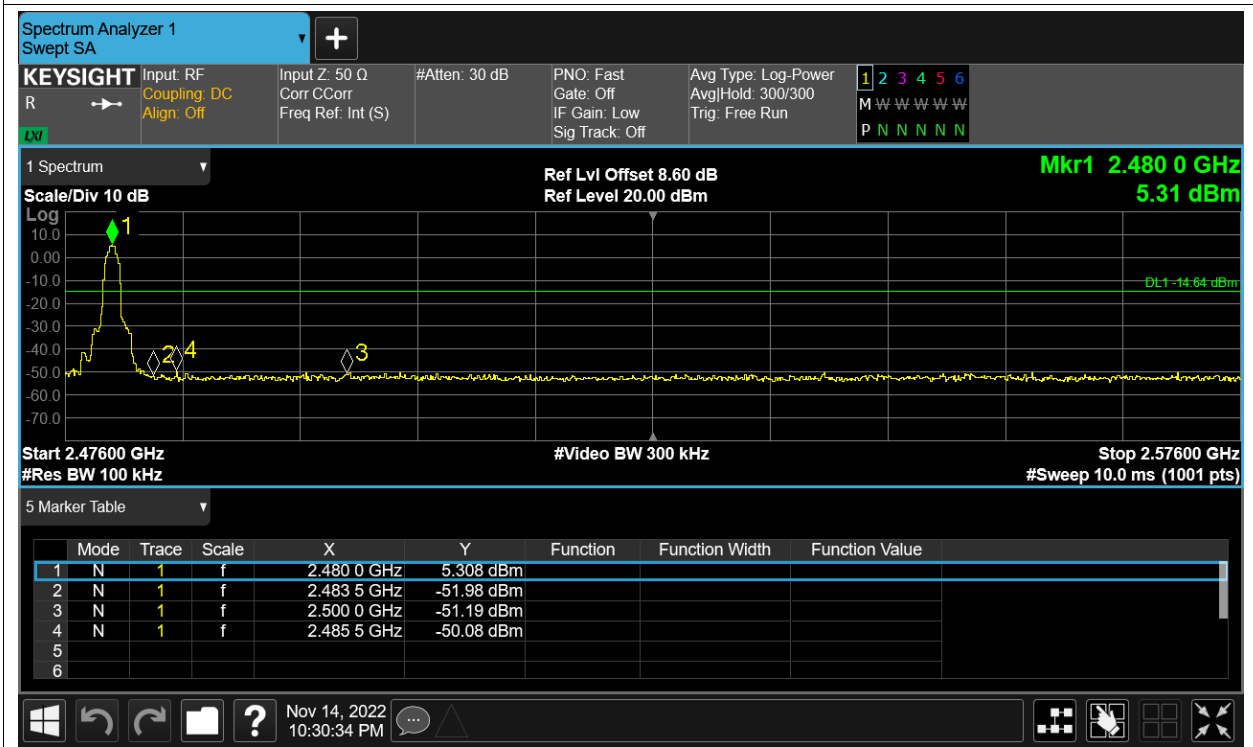 Spectrum Analyzer 1
Swept SA
KEYSIGHT
R
LXI
Input: RF
Coupling: DC
Align: Off
Input Z: 50 Ω
Corr CCorr
Freq Ref: Int (S)
#Atten: 30 dB
PNO: Fast
Gate: Off
IF Gain: Low
Sig Track: Off
Avg Type: Log-Power
Avg|Hold: 300/300
Trig: Free Run
1 2 3 4 5 6
M W W W W W
P N N N N N
1 Spectrum
Scale/Div 10 dB
Ref Lvl Offset 8.60 dB
Ref Level 20.00 dBm
Mkr1 2.480 0 GHz
5.31 dBm
Log
10.0
0.00
-10.0
-20.0
-30.0
-40.0
-50.0
-60.0
-70.0
1
2
4
3
DL1 -14.64 dBm
Start 2.47600 GHz
#Res BW 100 kHz
#Video BW 300 kHz
Stop 2.57600 GHz
#Sweep 10.0 ms (1001 pts)
5 Marker Table
Mode Trace Scale X Y Function Function Width Function Value
1 N 1 f 2.480 0 GHz 5.308 dBm
2 N 1 f 2.483 5 GHz -51.98 dBm
3 N 1 f 2.500 0 GHz -51.19 dBm
4 N 1 f 2.485 5 GHz -50.08 dBm
5
6
?
Nov 14, 2022
10:30:34 PM